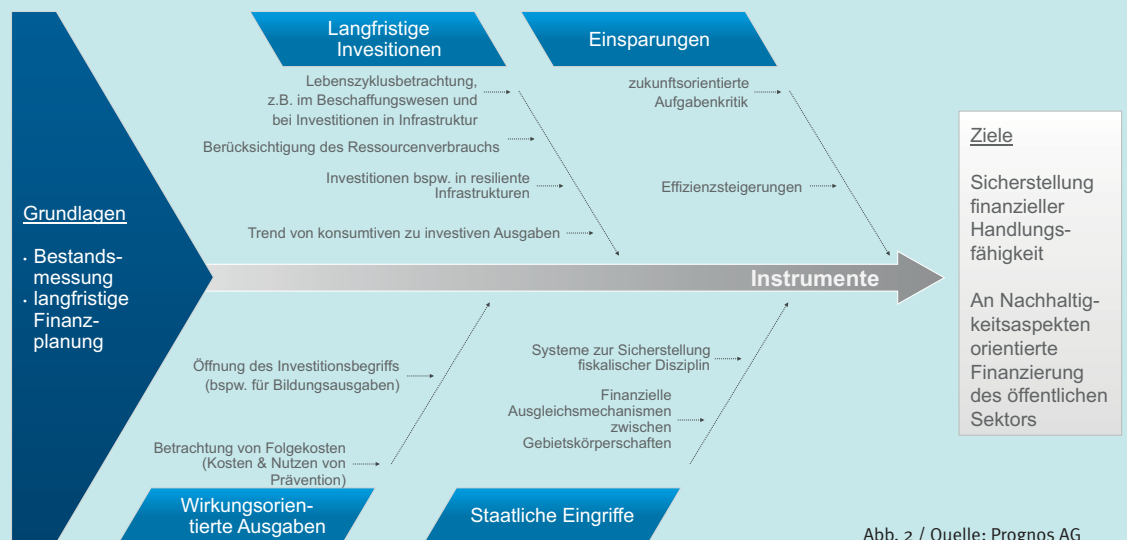 Langfristige
Invesitionen
Einsparungen
Lebenszyklusbetrachtung,
z.B. im Beschaffungswesen und
bei Investitionen in Infrastruktur
Berücksichtigung des Ressourcenverbrauchs
Investitionen bspw. in resiliente
Infrastrukturen
Trend von konsumtiven zu investiven Ausgaben
zukunftsorientierte
Aufgabenkritik
Effizienzsteigerungen
Grundlagen
· Bestands-
messung
· langfristige
Finanz-
planung
Instrumente
Ziele
Sicherstellung
finanzieller
Handlungs-
fähigkeit
An Nachhaltig-
keitsaspekten
orientierte
Finanzierung
des öffentlichen
Sektors
Öffnung des Investitionsbegriffs
(bspw. für Bildungsausgaben)
Betrachtung von Folgekosten
(Kosten & Nutzen von
Prävention)
Systeme zur Sicherstellung
fiskalischer Disziplin
Finanzielle
Ausgleichsmechanismen
zwischen
Gebietskörperschaften
Wirkungsorien-
tierte Ausgaben
Staatliche Eingriffe
Abb. 2 / Quelle: Prognos AG